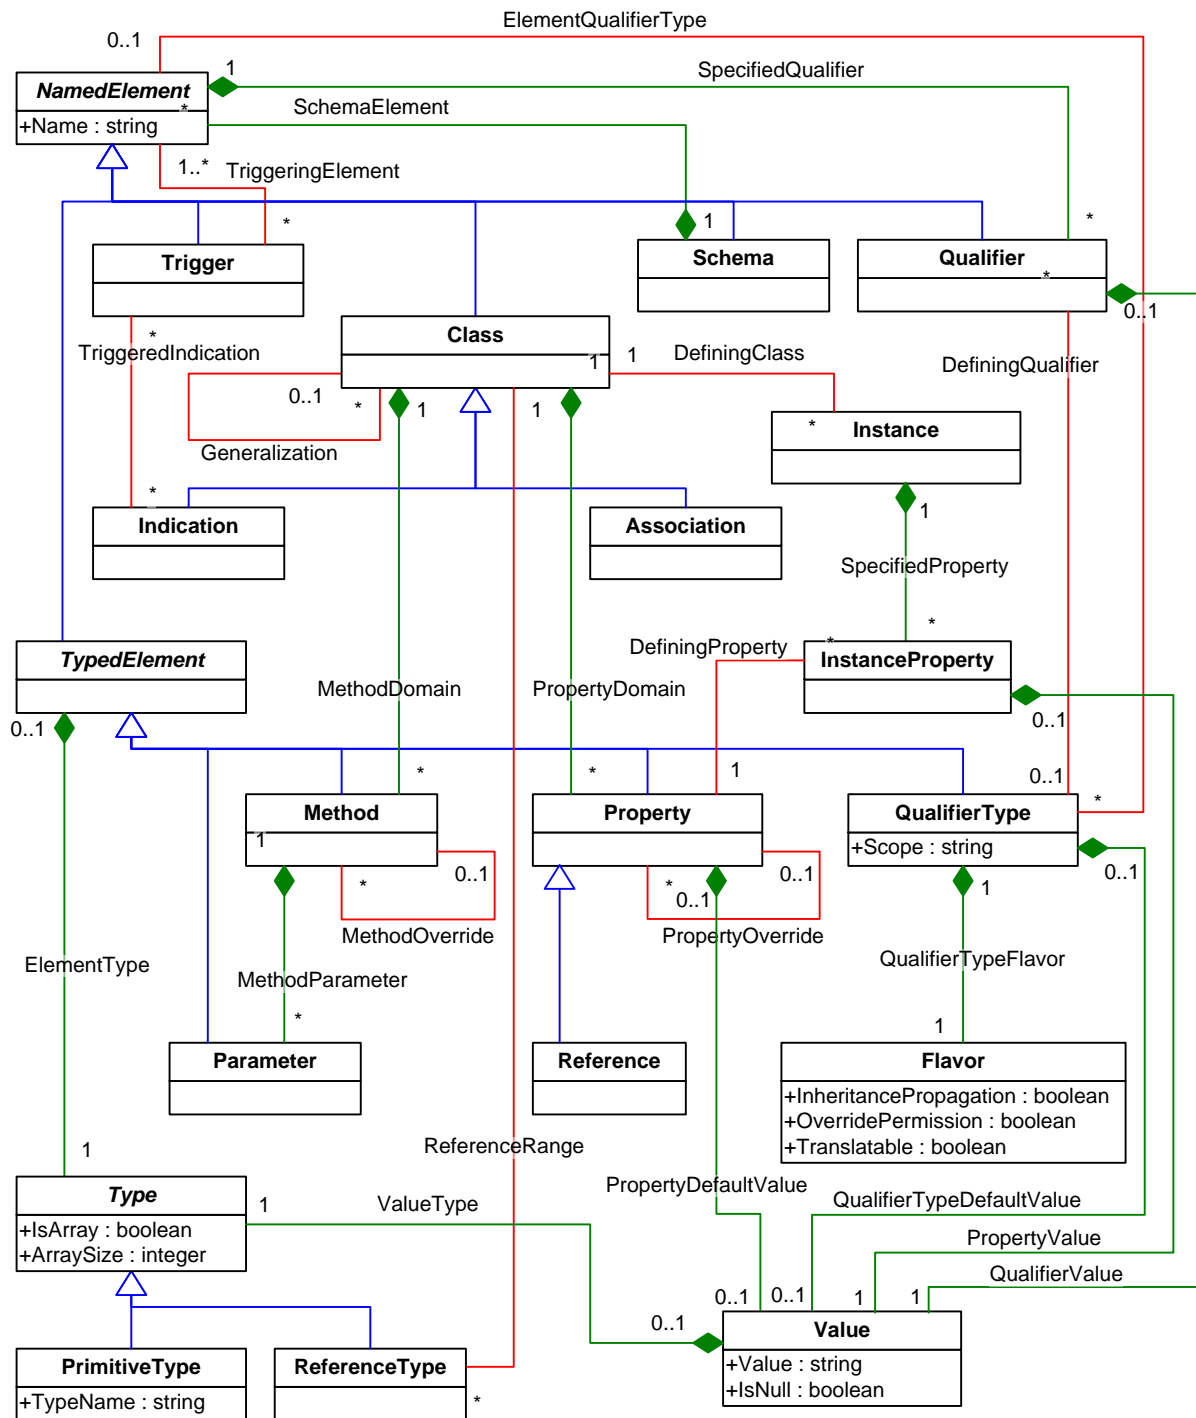 ElementQualifierType
0..1
1
SpecifiedQualifier
NamedElement
*
SchemaElement
+Name : string
1..*
TriggeringElement
*
1
*
Trigger
Schema
Qualifier
*
0..1
*
TriggeredIndication
Class
1
1
DefiningClass
DefiningQualifier
0..1
*
1
1
*
Instance
Generalization
*
1
Indication
Association
SpecifiedProperty
*
TypedElement
DefiningProperty
*
InstanceProperty
MethodDomain
PropertyDomain
0..1
0..1
*
*
1
0..1
*
Method
Property
QualifierType
1
+Scope : string
*
0..1
*
0..1
0..1
1
0..1
MethodOverride
PropertyOverride
ElementType
MethodParameter
QualifierTypeFlavor
*
1
Parameter
Reference
Flavor
+InheritancePropagation : boolean
+OverridePermission : boolean
+Translatable : boolean
1
ReferenceRange
Type
1
ValueType
PropertyDefaultValue
QualifierTypeDefaultValue
+IsArray : boolean
+ArraySize : integer
PropertyValue
QualifierValue
0..1
0..1
0..1
1
1
Value
PrimitiveType
ReferenceType
+Value : string
+IsNull : boolean
+TypeName : string
*